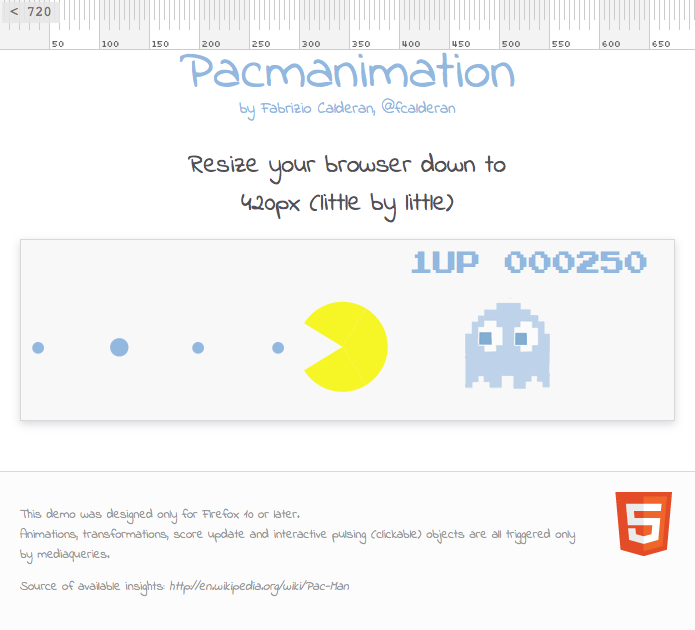 < 720
50 100 150 200 250 300 350 400 450 500 550 600 650
Pacmanimation
by Fabrizio Calderan, @fcalderan
Resize your browser down to
420px (little by little)
1UP 000250
This demo was designed only for Firefox 10 or later.
Animations, transformations, score update and interactive pulsing (clickable) objects are all triggered only
by mediaqueries.
Source of available insights: http://en.wikipedia.org/wiki/Pac-Man
5